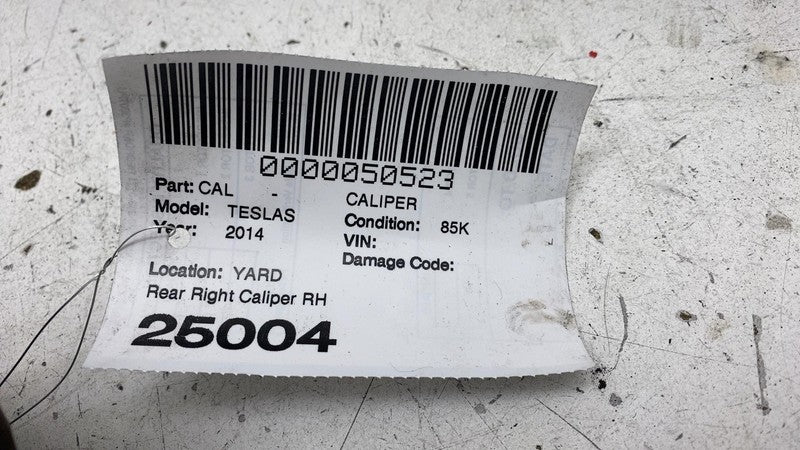 0000050523
Part: CAL - CALIPER
Model: TESLAS Condition: 85K
Year: 2014 VIN:
Damage Code:
Location: YARD
Rear Right Caliper RH
25004